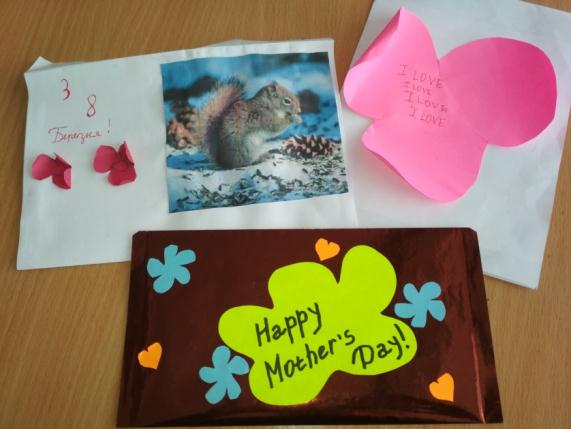 З
8
Березня!
I LOVE
I LOVE
I LOVE
I LOVE
Happy
Mother's
Day!